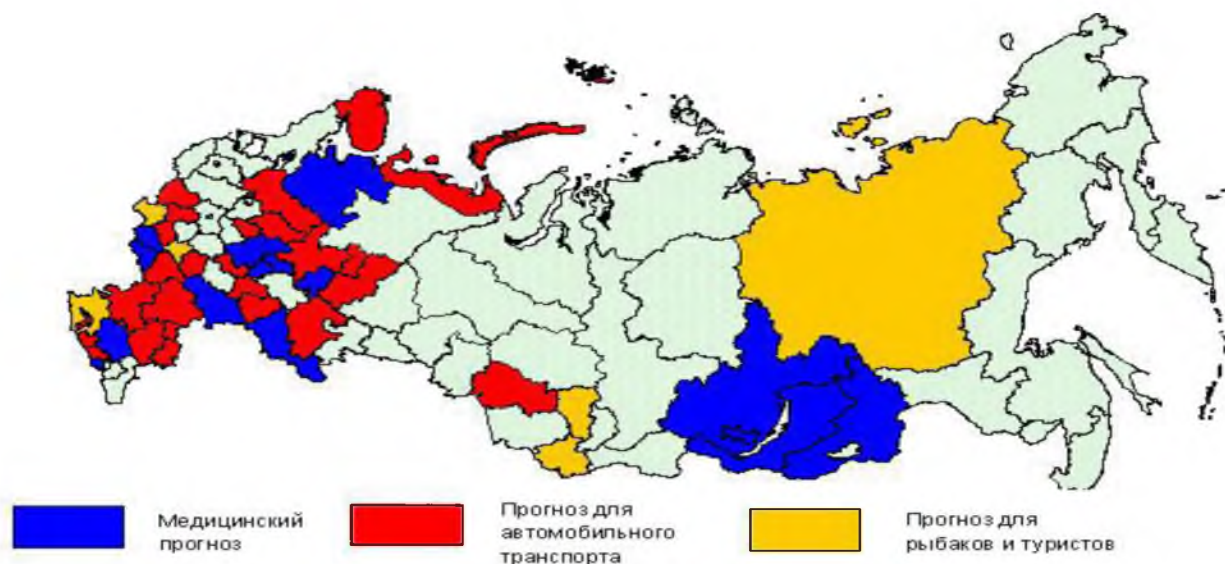 Медицинский
прогноз
Прогноз для
автомобильного
транспорта
Прогноз для
рыбаков и туристов